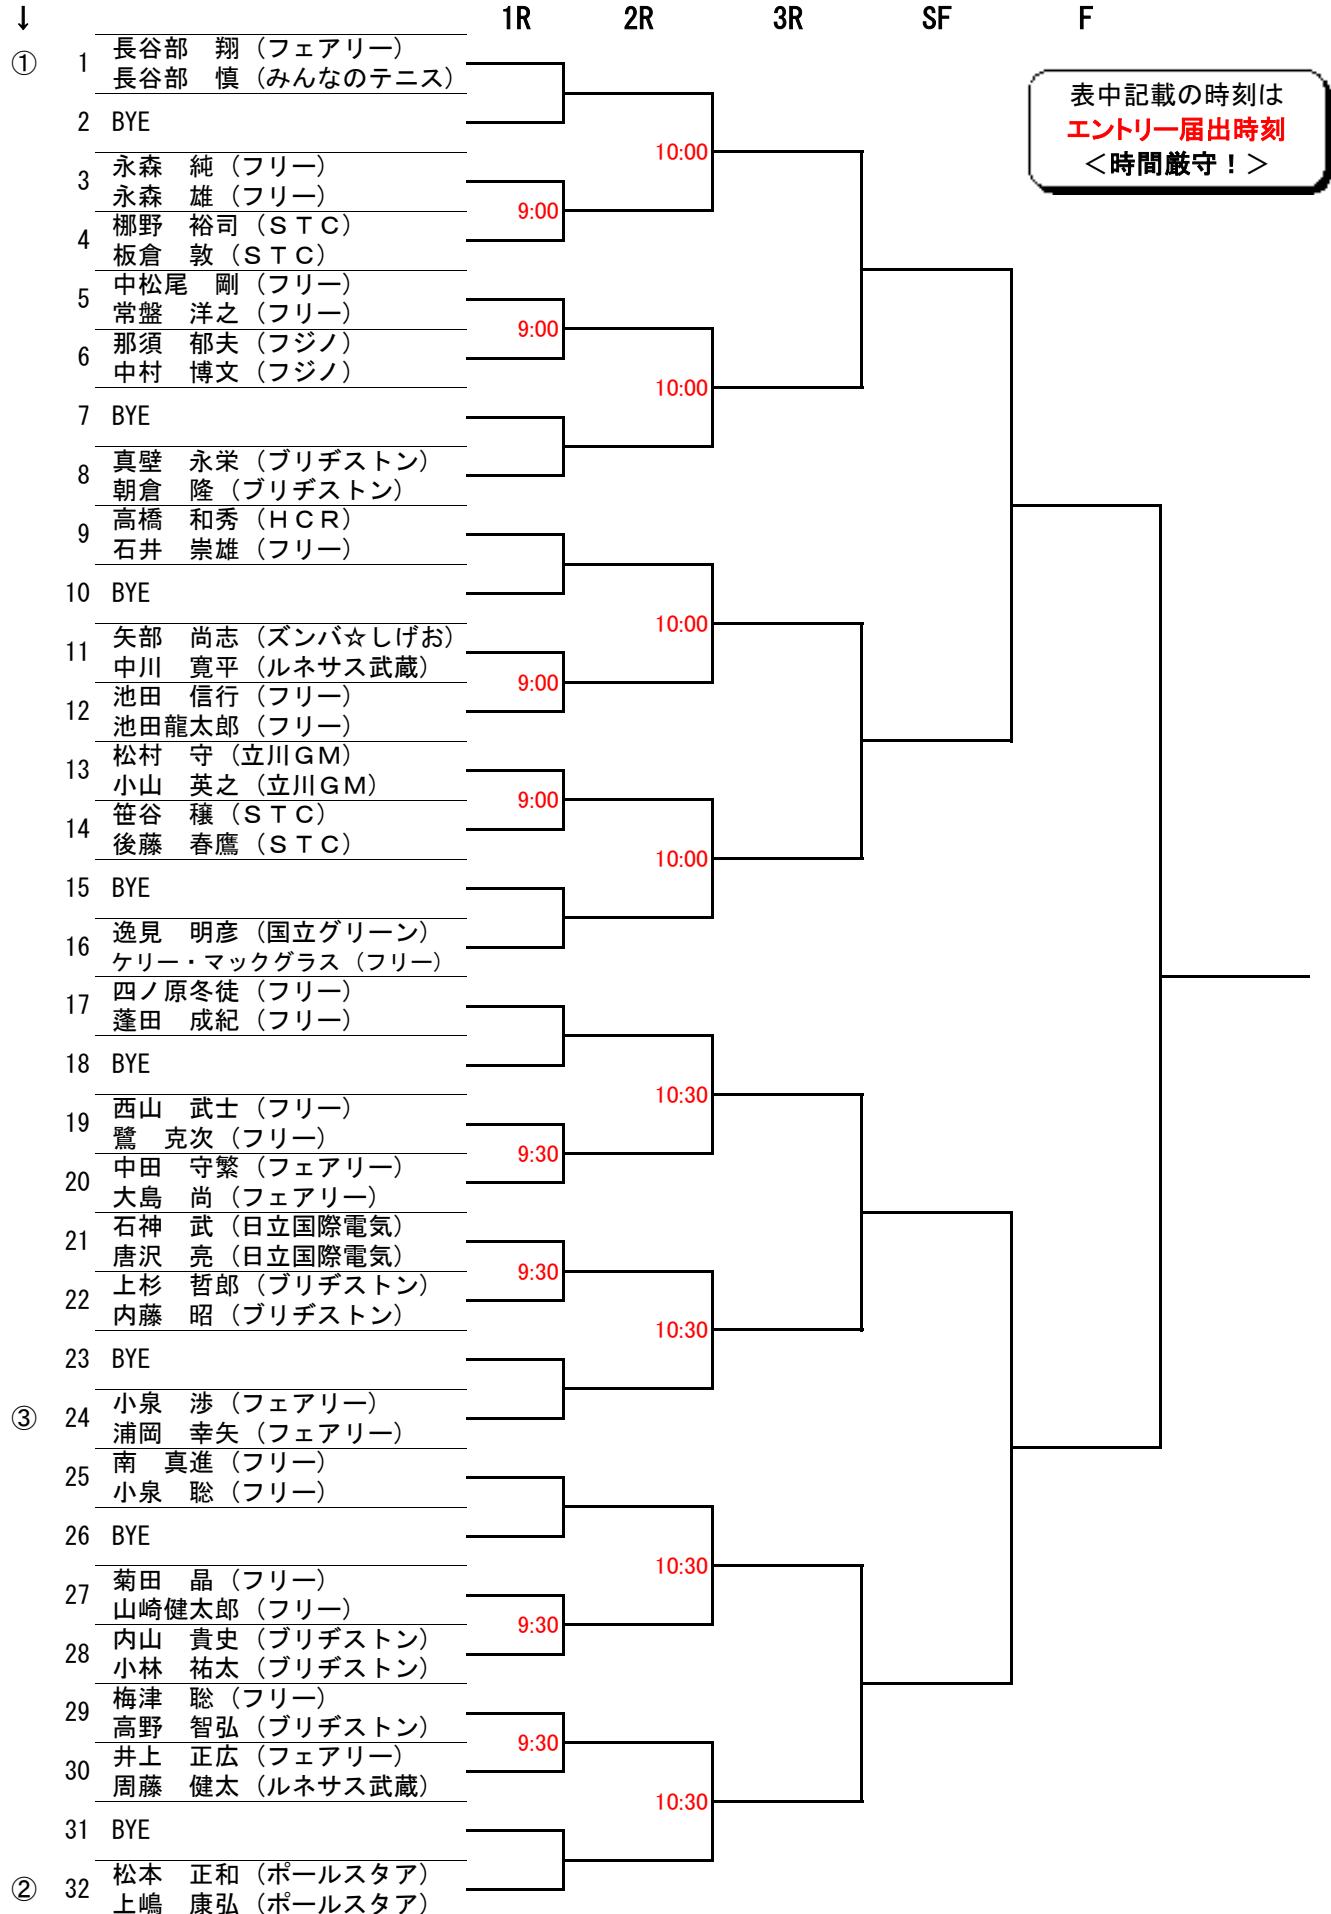 ↓ 1R 2R 3R SF F
表中記載の時刻は
エントリー届出時刻
＜時間厳守！＞
① 1 長谷部　翔（フェアリー）
長谷部　慎（みんなのテニス）
2 BYE
10:00
3 永森　純（フリー）
永森　雄（フリー）
9:00
4 梛野　裕司（ＳＴＣ）
板倉　敦（ＳＴＣ）
5 中松尾　剛（フリー）
常盤　洋之（フリー）
9:00
6 那須　郁夫（フジノ）
中村　博文（フジノ）
10:00
7 BYE
8 真壁　永栄（ブリヂストン）
朝倉　隆（ブリヂストン）
9 高橋　和秀（ＨＣＲ）
石井　崇雄（フリー）
10 BYE
10:00
11 矢部　尚志（ズンバ☆しげお）
中川　寛平（ルネサス武蔵）
9:00
12 池田　信行（フリー）
池田龍太郎（フリー）
13 松村　守（立川ＧＭ）
小山　英之（立川ＧＭ）
9:00
14 笹谷　穣（ＳＴＣ）
後藤　春鷹（ＳＴＣ）
10:00
15 BYE
16 逸見　明彦（国立グリーン）
ケリー・マックグラス（フリー）
17 四ノ原冬徒（フリー）
蓬田　成紀（フリー）
18 BYE
10:30
19 西山　武士（フリー）
鷺　克次（フリー）
9:30
20 中田　守繁（フェアリー）
大島　尚（フェアリー）
21 石神　武（日立国際電気）
唐沢　亮（日立国際電気）
9:30
22 上杉　哲郎（ブリヂストン）
内藤　昭（ブリヂストン）
10:30
23 BYE
③ 24 小泉　渉（フェアリー）
浦岡　幸矢（フェアリー）
25 南　真進（フリー）
小泉　聡（フリー）
26 BYE
10:30
27 菊田　晶（フリー）
山崎健太郎（フリー）
9:30
28 内山　貴史（ブリヂストン）
小林　祐太（ブリヂストン）
29 梅津　聡（フリー）
高野　智弘（ブリヂストン）
9:30
30 井上　正広（フェアリー）
周藤　健太（ルネサス武蔵）
10:30
31 BYE
② 32 松本　正和（ポールスタア）
上嶋　康弘（ポールスタア）